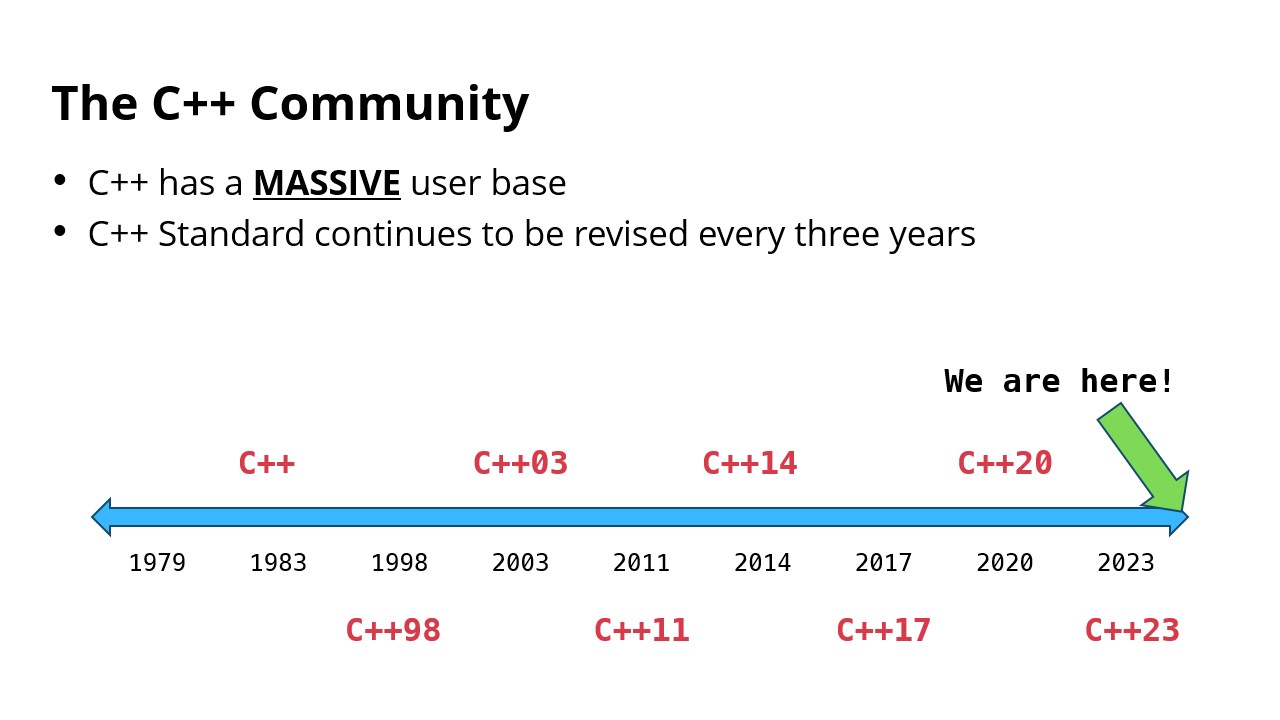 The C++ Community
• C++ has a MASSIVE user base
• C++ Standard continues to be revised every three years
We are here!
C++ C++03 C++14 C++20
1979 1983 1998 2003 2011 2014 2017 2020 2023
C++98 C++11 C++17 C++23